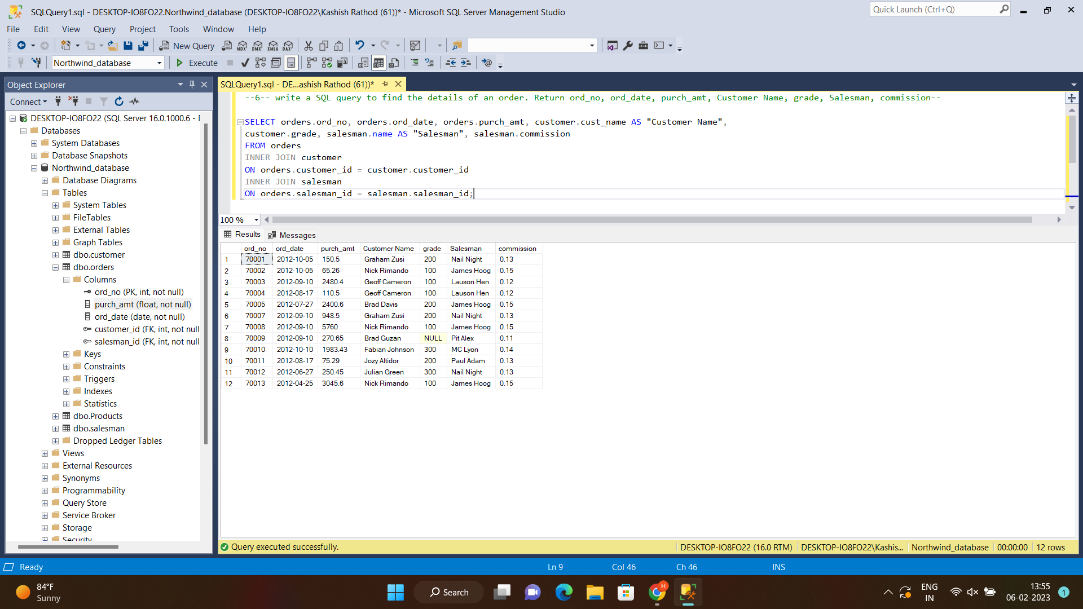 SQLQuery1.sql - DESKTOP-IO8FO22.Northwind_database (DESKTOP-IO8FO22\Kashish Rathod (61))* - Microsoft SQL Server Management Studio
Quick Launch (Ctrl+Q)
File Edit View Query Project Tools Window Help
New Query
Northwind_database Execute
Object Explorer
SQLQuery1.sql - DE...ashish Rathod (61))*
Connect
DESKTOP-IO8FO22 (SQL Server 16.0.1000.6 - D
Databases
System Databases
Database Snapshots
Northwind_database
Database Diagrams
Tables
System Tables
FileTables
External Tables
Graph Tables
dbo.customer
dbo.orders
Columns
ord_no (PK, int, not null)
purch_amt (float, not null)
ord_date (date, not null)
customer_id (FK, int, not null
salesman_id (FK, int, not null
Keys
Constraints
Triggers
Indexes
Statistics
dbo.Products
dbo.salesman
Dropped Ledger Tables
Views
External Resources
Synonyms
Programmability
Query Store
Service Broker
Storage
Security
--6-- write a SQL query to find the details of an order. Return ord_no, ord_date, purch_amt, Customer Name, grade, Salesman, commission--
SELECT orders.ord_no, orders.ord_date, orders.purch_amt, customer.cust_name AS "Customer Name",
customer.grade, salesman.name AS "Salesman", salesman.commission
FROM orders
INNER JOIN customer
ON orders.customer_id = customer.customer_id
INNER JOIN salesman
ON orders.salesman_id = salesman.salesman_id;
100 %
Results Messages
ord_no ord_date purch_amt Customer Name grade Salesman commission
1 70001 2012-10-05 150.5 Graham Zusi 200 Nail Night 0.13
2 70002 2012-10-05 65.26 Nick Rimando 100 James Hoog 0.15
3 70003 2012-09-10 2480.4 Geoff Cameron 100 Lauson Hen 0.12
4 70004 2012-08-17 110.5 Geoff Cameron 100 Lauson Hen 0.12
5 70005 2012-07-27 2400.6 Brad Davis 200 James Hoog 0.15
6 70007 2012-09-10 948.5 Graham Zusi 200 Nail Night 0.13
7 70008 2012-09-10 5760 Nick Rimando 100 James Hoog 0.15
8 70009 2012-09-10 270.65 Brad Guzan NULL Pit Alex 0.11
9 70010 2012-10-10 1983.43 Fabian Johnson 300 MC Lyon 0.14
10 70011 2012-08-17 75.29 Jozy Altidor 200 Paul Adam 0.13
11 70012 2012-06-27 250.45 Julian Green 300 Nail Night 0.13
12 70013 2012-04-25 3045.6 Nick Rimando 100 James Hoog 0.15
Query executed successfully.
DESKTOP-IO8FO22 (16.0 RTM) DESKTOP-IO8FO22\Kashis... Northwind_database 00:00:00 12 rows
Ready Ln 9 Col 46 Ch 46 INS
84°F
Sunny
Search
ENG
IN
13:55
06-02-2023
1